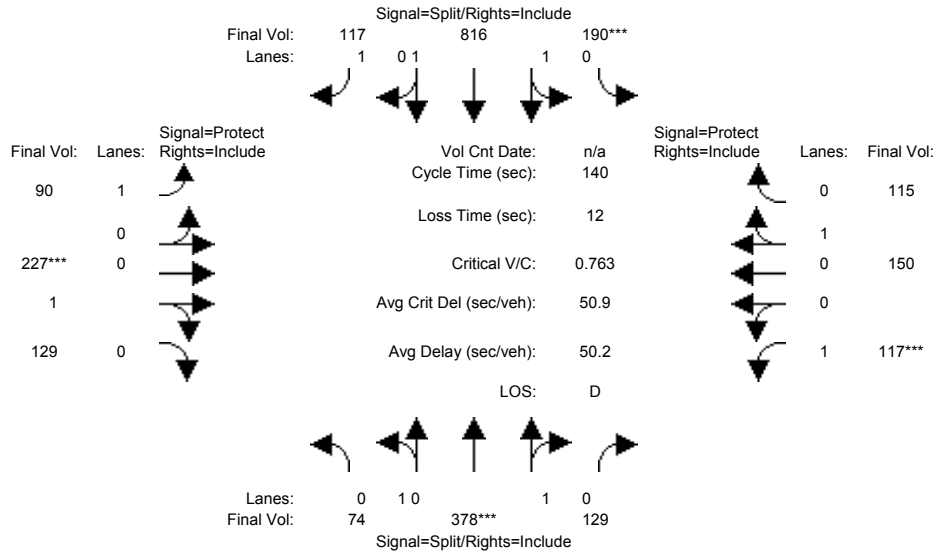 Signal=Split/Rights=Include
Final Vol: 117 816 190***
Lanes: 1 0 1 1 0
Signal=Protect Signal=Protect
Final Vol: Lanes: Rights=Include Vol Cnt Date: n/a Rights=Include Lanes: Final Vol:
Cycle Time (sec): 140
90 1 0 115
Loss Time (sec): 12
0 1
227*** 0 Critical V/C: 0.763 0 150
1 0 Avg Crit Del (sec/veh): 50.9 0
129 0 Avg Delay (sec/veh): 50.2 1 117***
LOS: D
Lanes: 0 1 0 1 0
Final Vol: 74 378*** 129
Signal=Split/Rights=Include